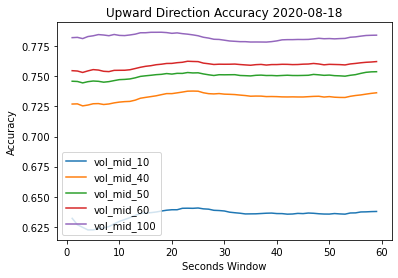 Upward Direction Accuracy 2020-08-18
Accuracy
0.775
0.750
0.725
0.700
0.675
0.650
0.625
vol_mid_10
vol_mid_40
vol_mid_50
vol_mid_60
vol_mid_100
0 10 20 30 40 50 60
Seconds Window